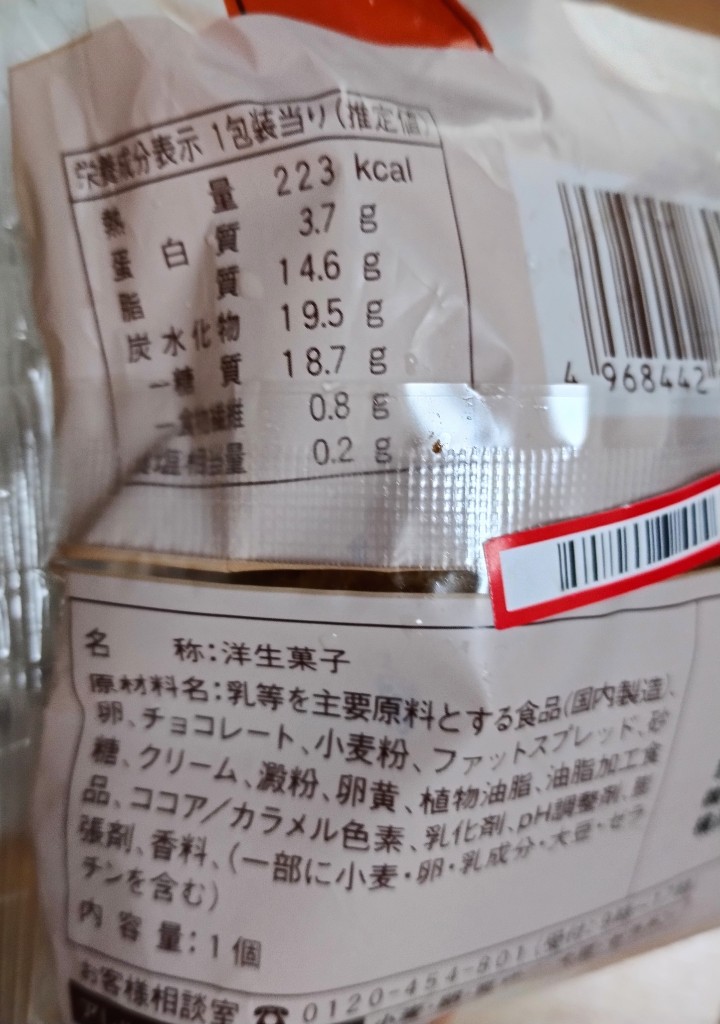 栄養成分表示 1包装当り(推定値)
熱量 223 kcal
蛋白質 3.7 g
脂質 14.6 g
炭水化物 19.5 g
－糖質 18.7 g
－食物繊維 0.8 g
相当量 0.2 g
4 968442
名称:洋生菓子
原材料名:乳等を主要原料とする食品(国内製造)、
卵、チョコレート、小麦粉、ファットスプレッド、砂
糖、クリーム、澱粉、卵黄、植物油脂、油脂加工食
品、ココア/カラメル色素、乳化剤、pH調整剤、膨
張剤、香料、(一部に小麦・卵・乳成分・大豆・ゼラ
チンを含む)
内容量:1個
お客様相談室 ☎ 0120-454-801